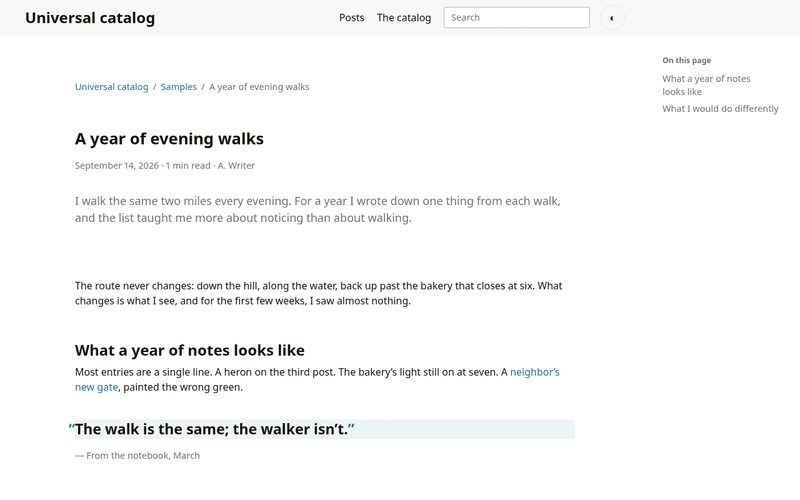 Universal catalog
Posts
The catalog
Search
On this page
What a year of notes
looks like
What I would do differently
Universal catalog / Samples / A year of evening walks
A year of evening walks
September 14, 2026 · 1 min read · A. Writer
I walk the same two miles every evening. For a year I wrote down one thing from each walk,
and the list taught me more about noticing than about walking.
The route never changes: down the hill, along the water, back up past the bakery that closes at six. What
changes is what I see, and for the first few weeks, I saw almost nothing.
What a year of notes looks like
Most entries are a single line. A heron on the third post. The bakery’s light still on at seven. A neighbor’s
new gate, painted the wrong green.
“The walk is the same; the walker isn’t.”
— From the notebook, March